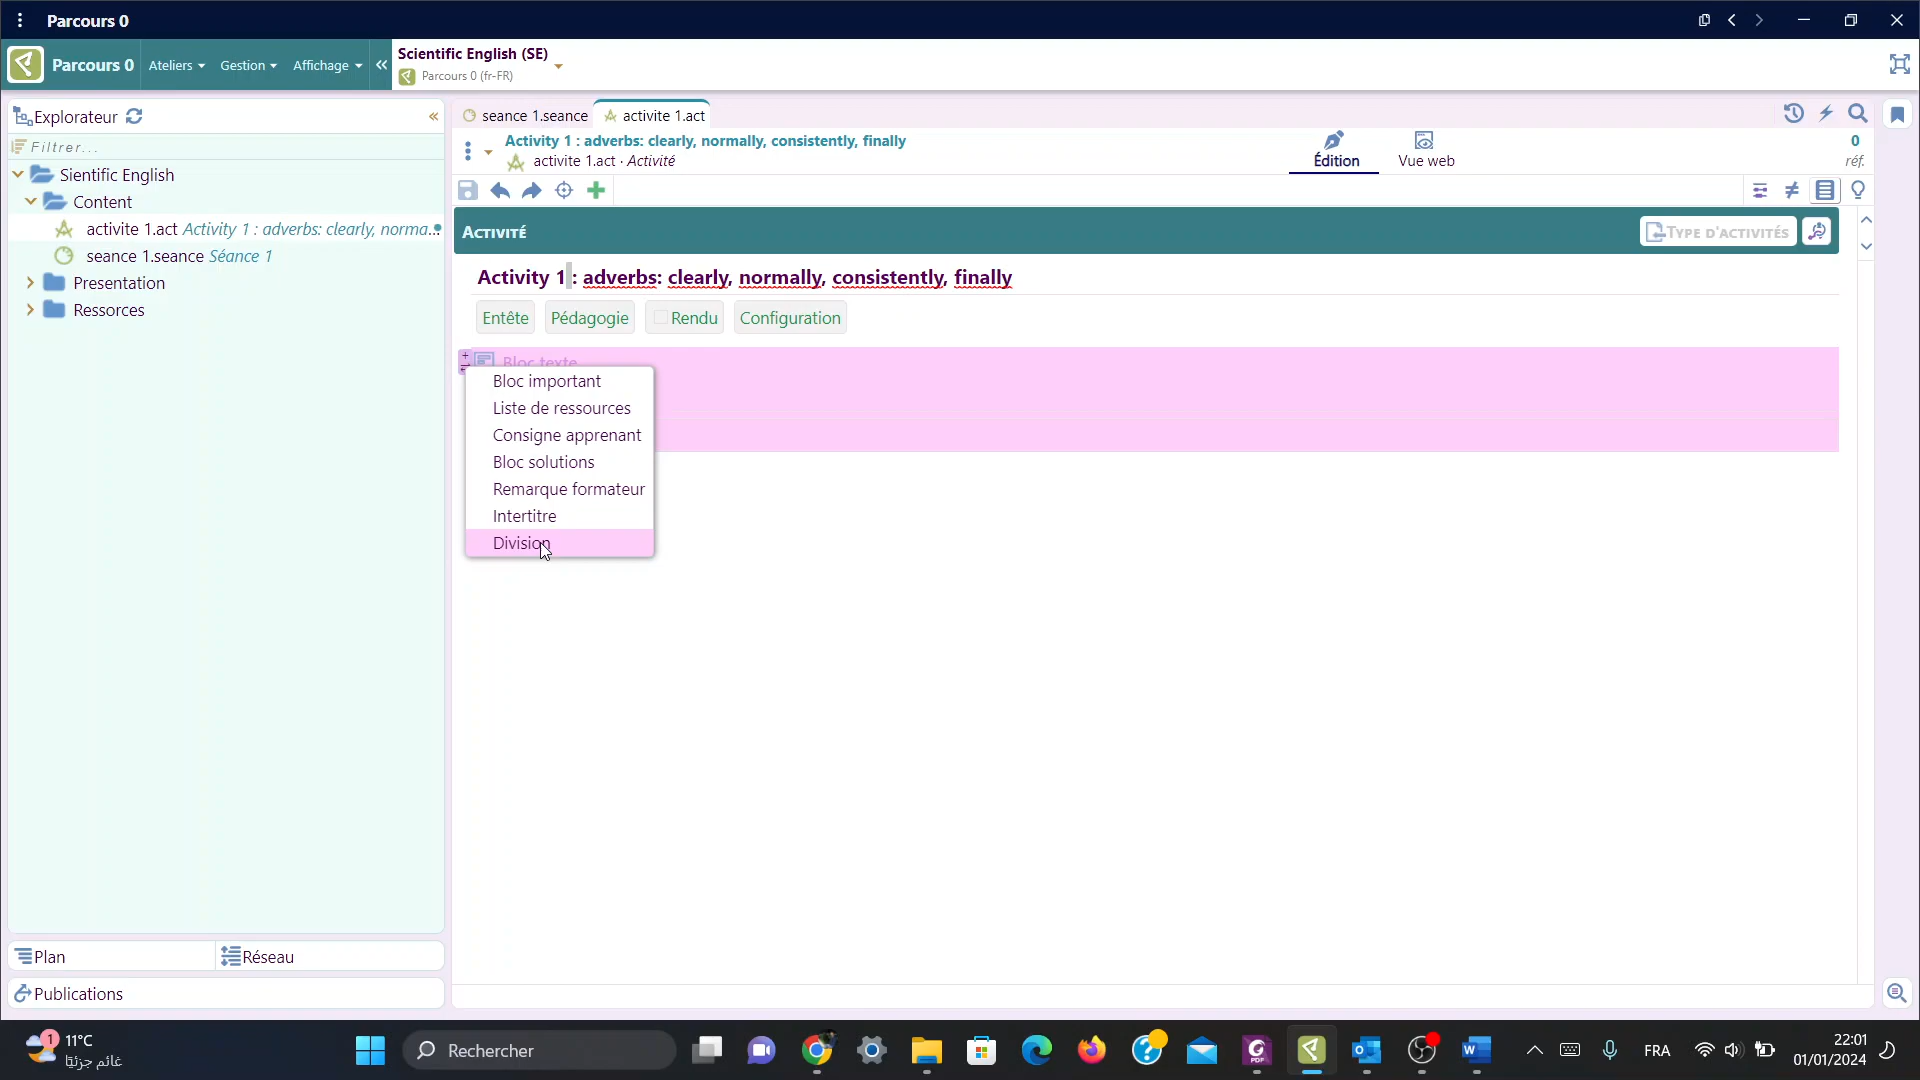 Parcours 0
Parcours 0 Ateliers Gestion Affichage
Scientific English (SE)
Parcours 0 (fr-FR)
Explorateur
Filtrer...
Sientific English
Content
activite 1.act Activity 1 : adverbs: clearly, norma...
seance 1.seance Séance 1
Presentation
Ressorces
Plan
Réseau
Publications
seance 1.seance
activite 1.act
Activity 1 : adverbs: clearly, normally, consistently, finally
activite 1.act · Activité
Édition
Vue web
0
réf.
Activité
Type d'activités
Activity 1 : adverbs: clearly, normally, consistently, finally
Entête
Pédagogie
Rendu
Configuration
Bloc texte
Bloc important
Liste de ressources
Consigne apprenant
Bloc solutions
Remarque formateur
Intertitre
Division
1
11°C
غائم جزئيًا
Rechercher
PDF
W
FRA
22:01
01/01/2024